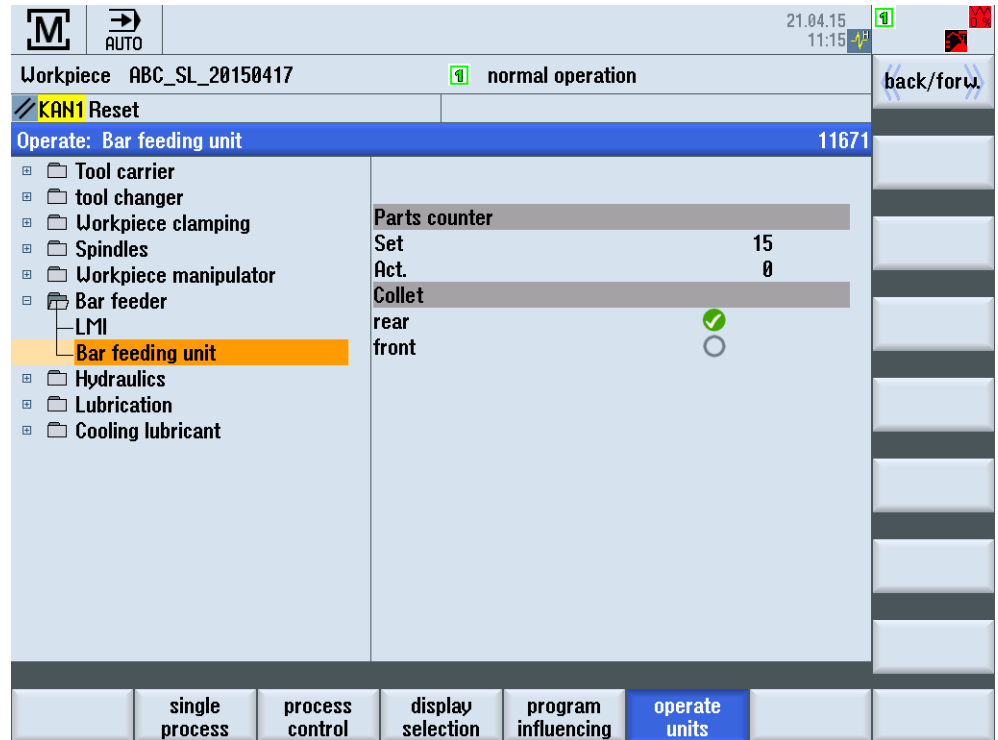 M
AUTO
21.04.15
11:15
H
1
0 %
Workpiece ABC_SL_20150417
1 normal operation
back/forw.
KAN1 Reset
Operate: Bar feeding unit 11671
Tool carrier
tool changer
Workpiece clamping
Spindles
Workpiece manipulator
Bar feeder
LMI
Bar feeding unit
Hydraulics
Lubrication
Cooling lubricant
Parts counter
Set 15
Act. 0
Collet
rear
front
single
process
process
control
display
selection
program
influencing
operate
units